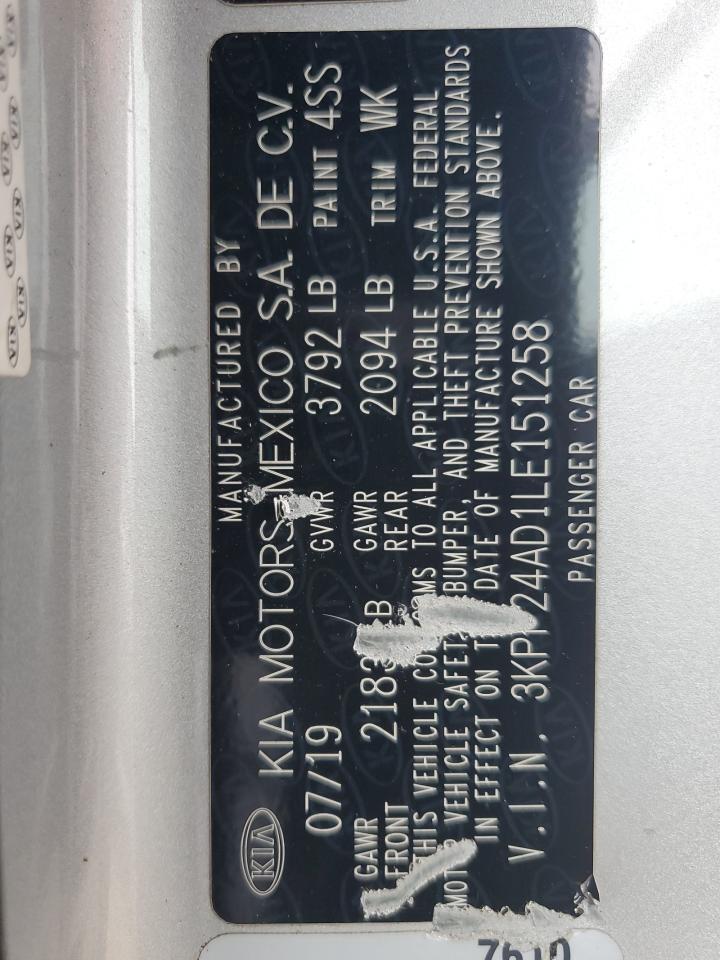 MANUFACTURED BY
KIA KIA MOTORS MEXICO S.A. DE C.V.
07/19 GVWR 3792 LB PAINT 4SS
GAWR FRONT GAWR REAR 2094 LB TRIM WK
THIS VEHICLE TO ALL APPLICABLE U.S.A. FEDERAL
VEHICLE BUMPER, AND THEFT PREVENTION STANDARDS
IN EFFECT ON DATE OF MANUFACTURE SHOWN ABOVE.
V.I.N. 3KP 24AD1LE151258
PASSENGER CAR